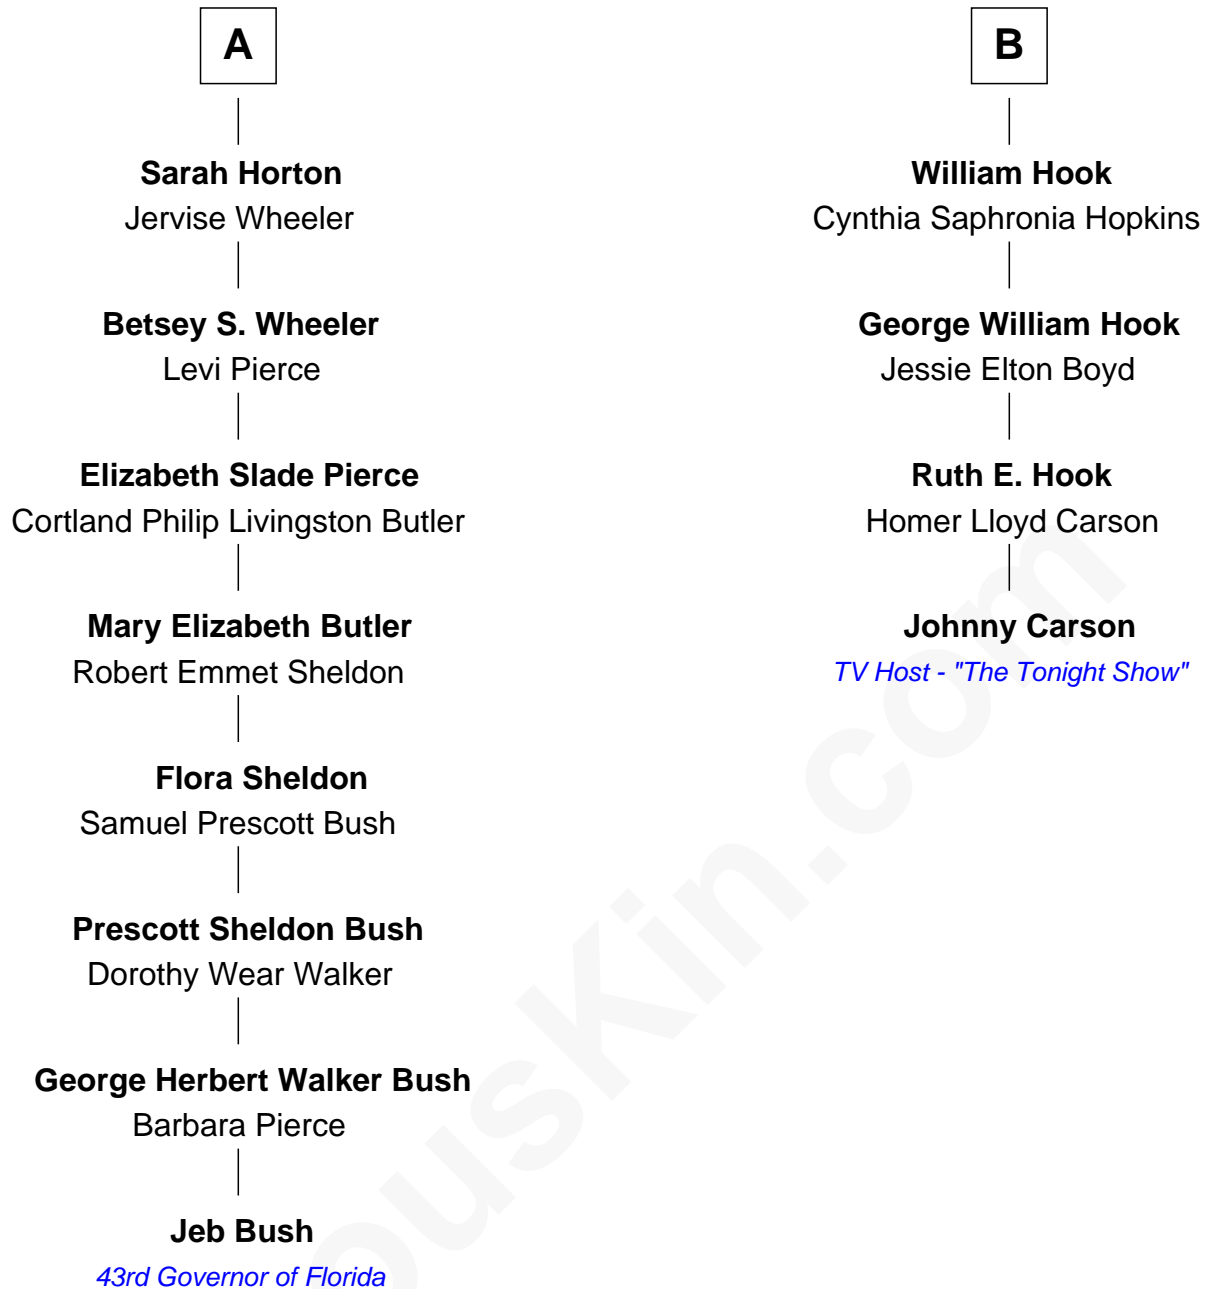 A
Sarah Horton
Jervise Wheeler
Betsey S. Wheeler
Levi Pierce
Elizabeth Slade Pierce
Cortland Philip Livingston Butler
Mary Elizabeth Butler
Robert Emmet Sheldon
Flora Sheldon
Samuel Prescott Bush
Prescott Sheldon Bush
Dorothy Wear Walker
George Herbert Walker Bush
Barbara Pierce
Jeb Bush
43rd Governor of Florida
B
William Hook
Cynthia Saphronia Hopkins
George William Hook
Jessie Elton Boyd
Ruth E. Hook
Homer Lloyd Carson
Johnny Carson
TV Host - "The Tonight Show"
ousKin.com